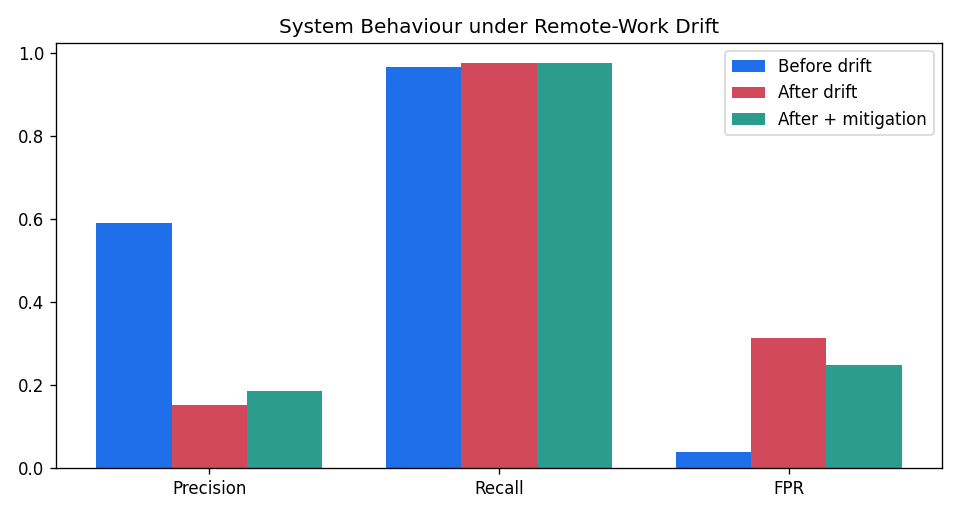 System Behaviour under Remote-Work Drift
Before drift
After drift
After + mitigation
1.0
0.8
0.6
0.4
0.2
0.0
Precision
Recall
FPR